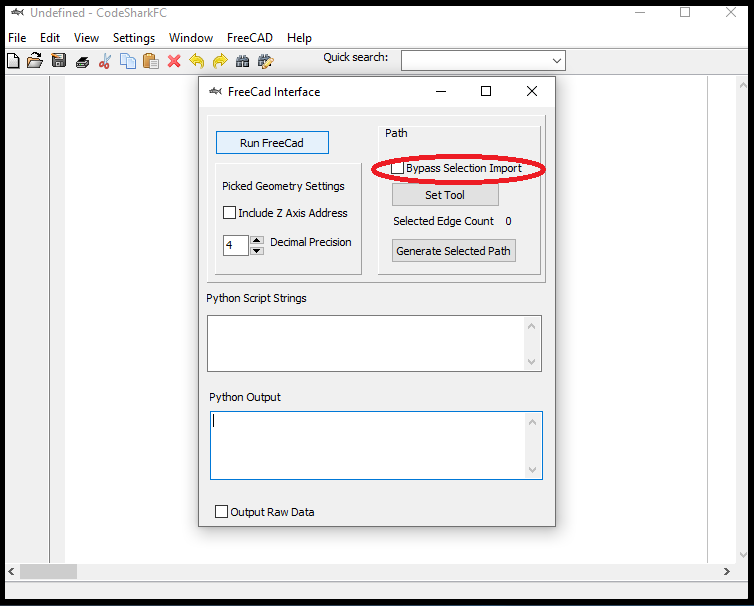 Undefined - CodeSharkFC
File Edit View Settings Window FreeCAD Help
Quick search:
FreeCad Interface
Run FreeCad
Picked Geometry Settings
Include Z Axis Address
4 Decimal Precision
Path
Bypass Selection Import
Set Tool
Selected Edge Count 0
Generate Selected Path
Python Script Strings
Python Output
Output Raw Data